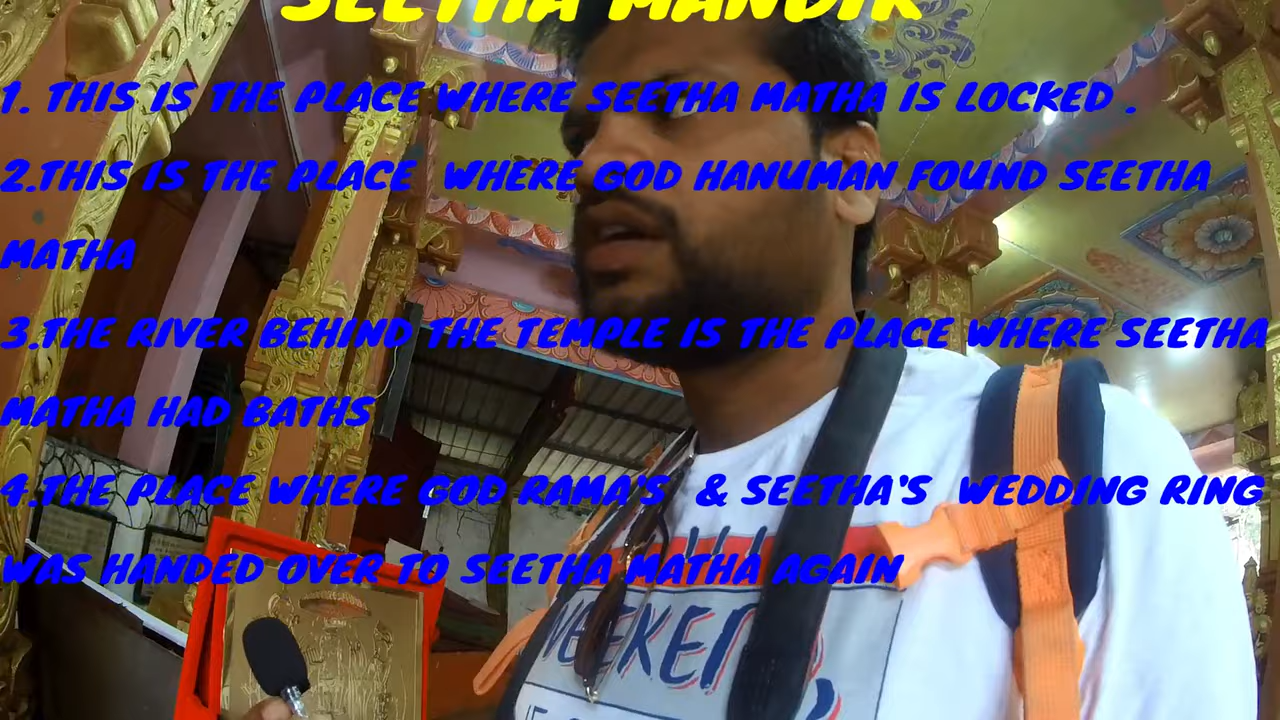 SEETHA MANDIR
1. THIS IS THE PLACE WHERE SEETHA MATHA IS LOCKED .
2.THIS IS THE PLACE WHERE GOD HANUMAN FOUND SEETHA
MATHA
3.THE RIVER BEHIND THE TEMPLE IS THE PLACE WHERE SEETHA
MATHA HAD BATHS
4.THE PLACE WHERE GOD RAMA'S & SEETHA'S WEDDING RING
WAS HANDED OVER TO SEETHA MATHA AGAIN